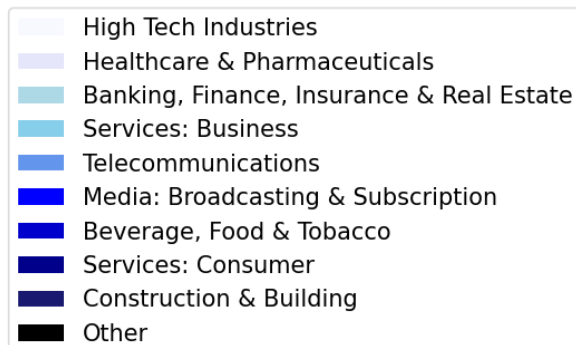 High Tech Industries
Healthcare & Pharmaceuticals
Banking, Finance, Insurance & Real Estate
Services: Business
Telecommunications
Media: Broadcasting & Subscription
Beverage, Food & Tobacco
Services: Consumer
Construction & Building
Other